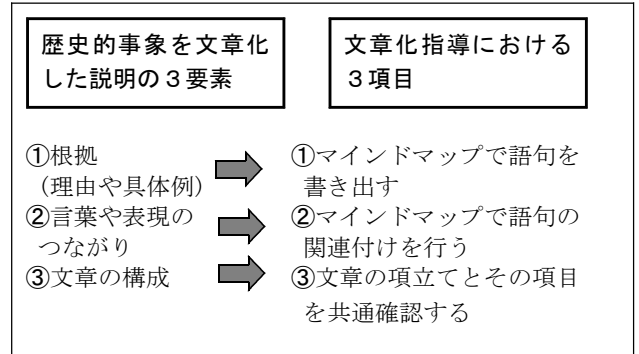 歴史的事象を文章化
した説明の3要素
文章化指導における
3項目
①根拠
(理由や具体例)
②言葉や表現の
つながり
③文章の構成
①マインドマップで語句を
書き出す
②マインドマップで語句の
関連付けを行う
③文章の項立てとその項目
を共通確認する